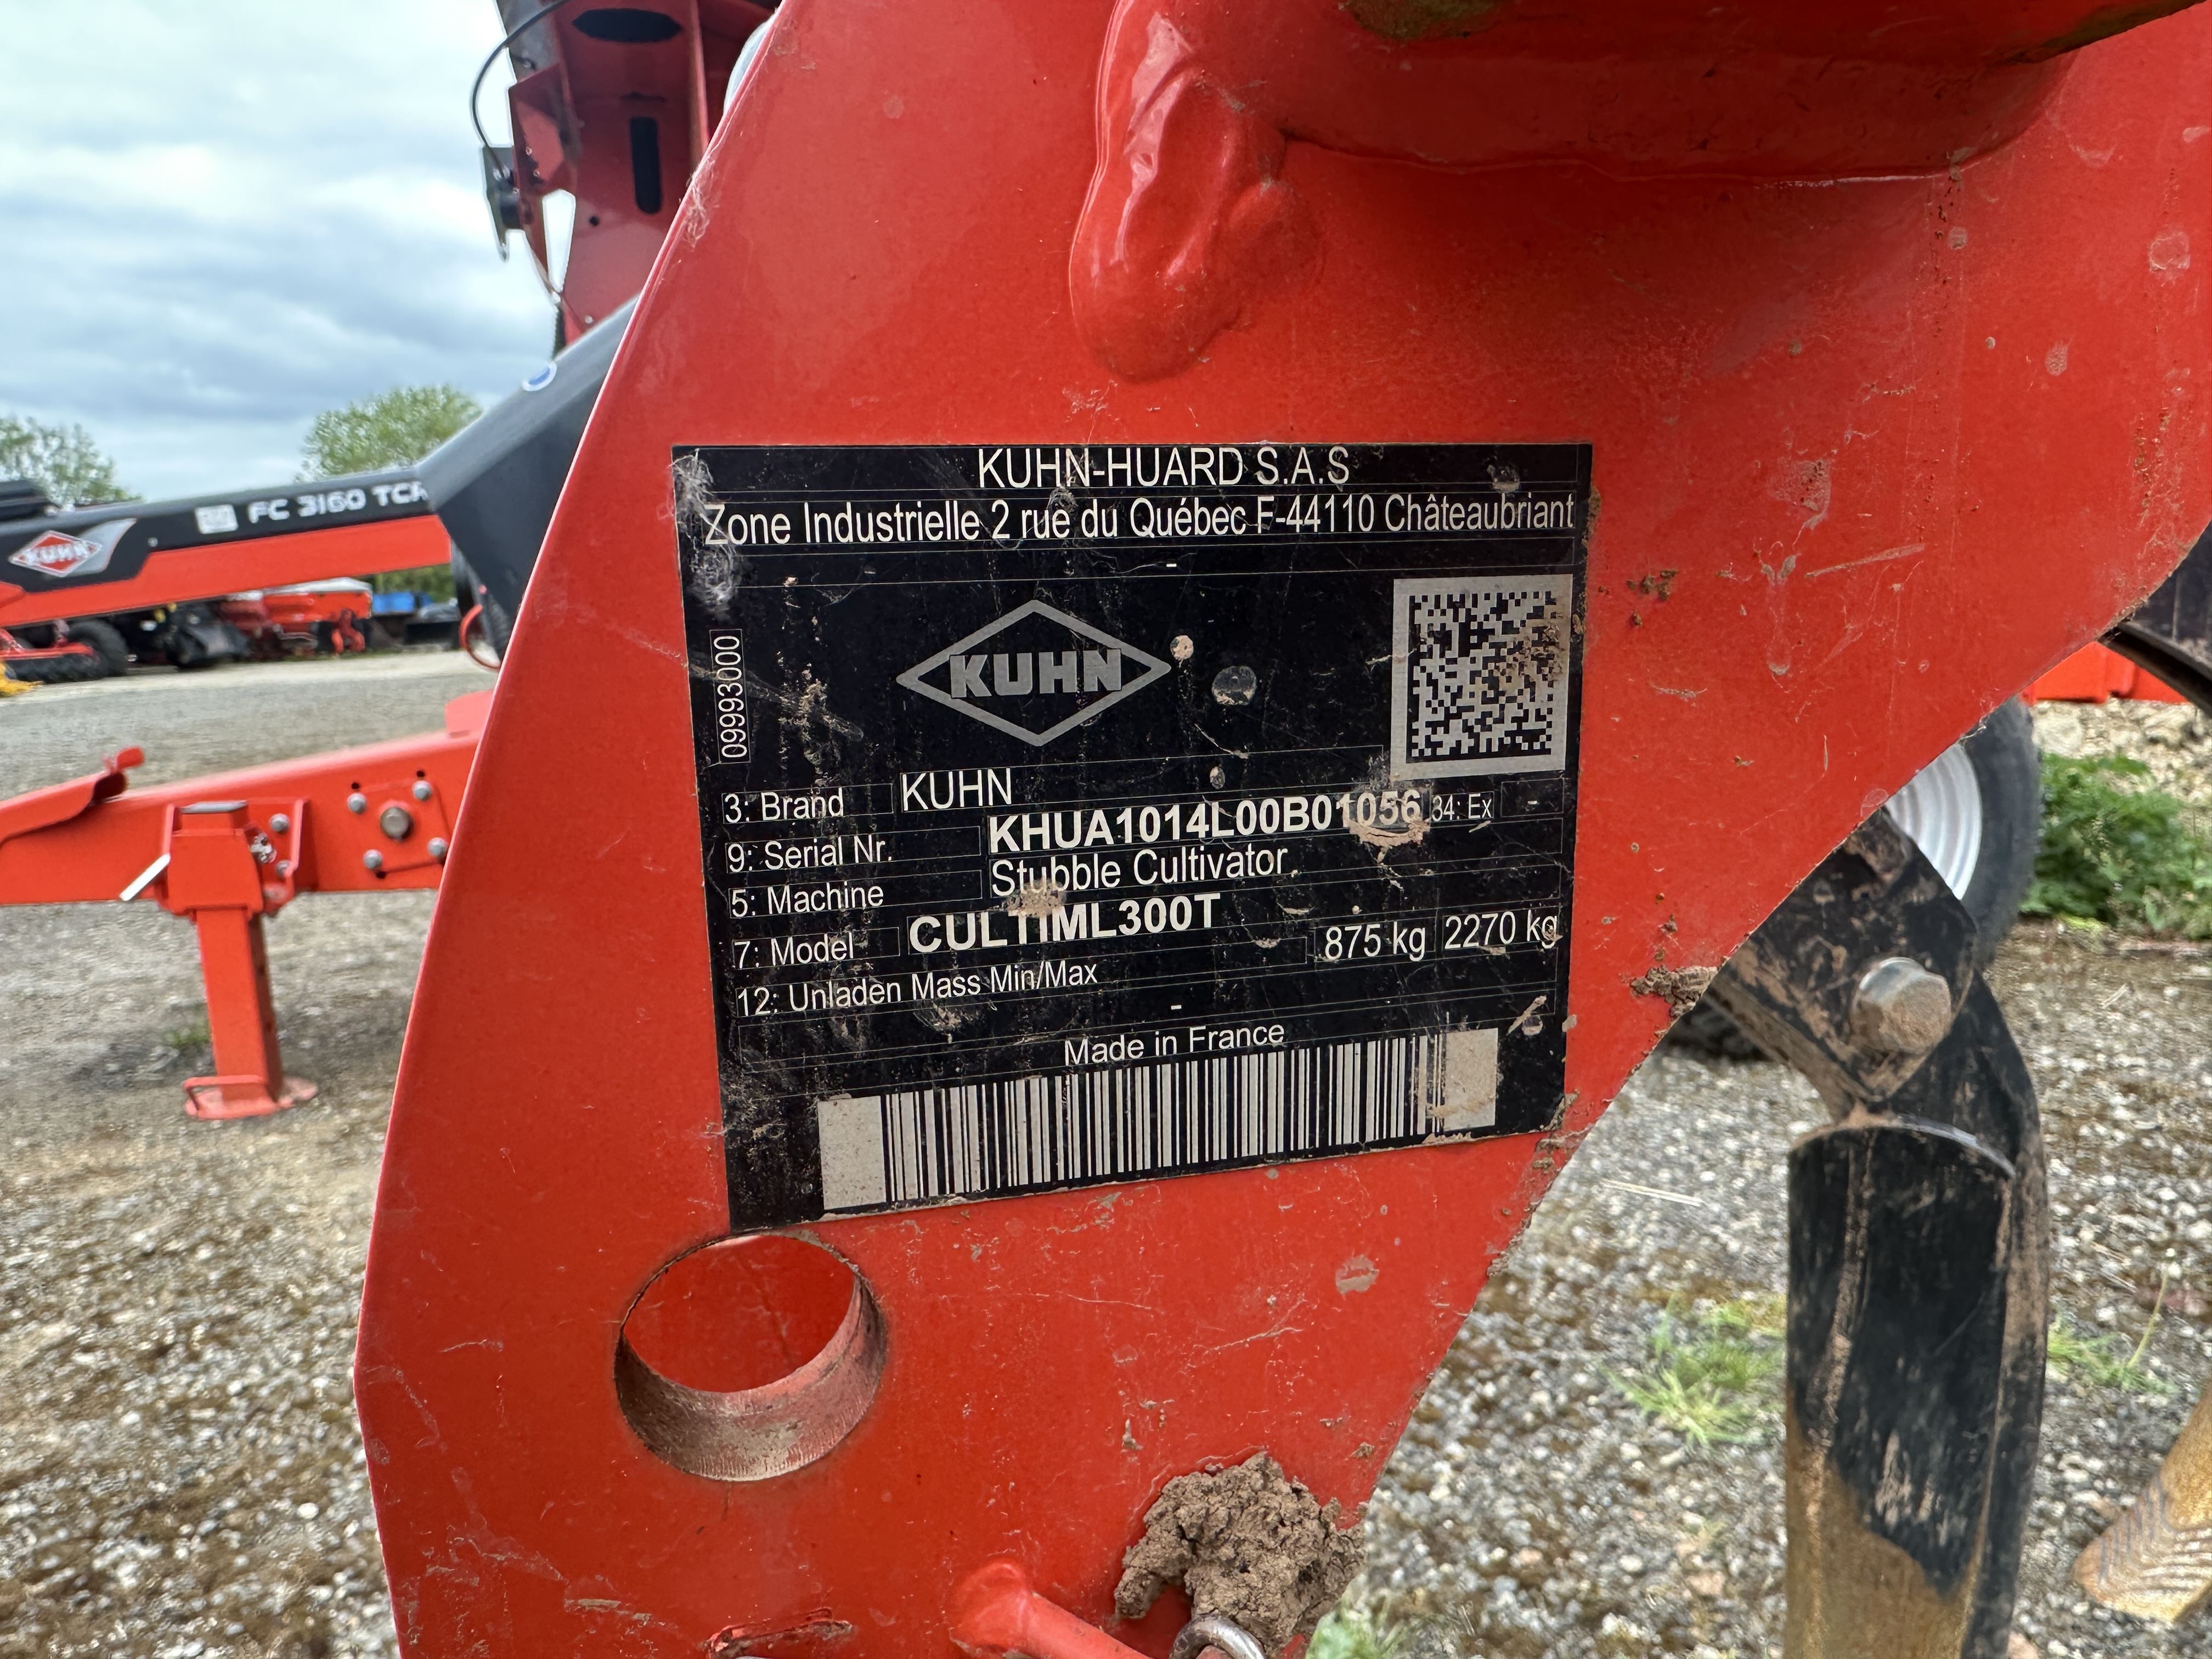 KUHN-HUARD S.A.S
Zone Industrielle 2 rue du Québec F-44110 Châteaubriant
-
KUHN
09993000
3: Brand KUHN
9: Serial Nr. KHUA1014L00B01056 34: Ex -
5: Machine Stubble Cultivator
7: Model CULTIML300T
12: Unladen Mass Min/Max 875 kg 2270 kg
-
Made in France
KUHN
FC 3160